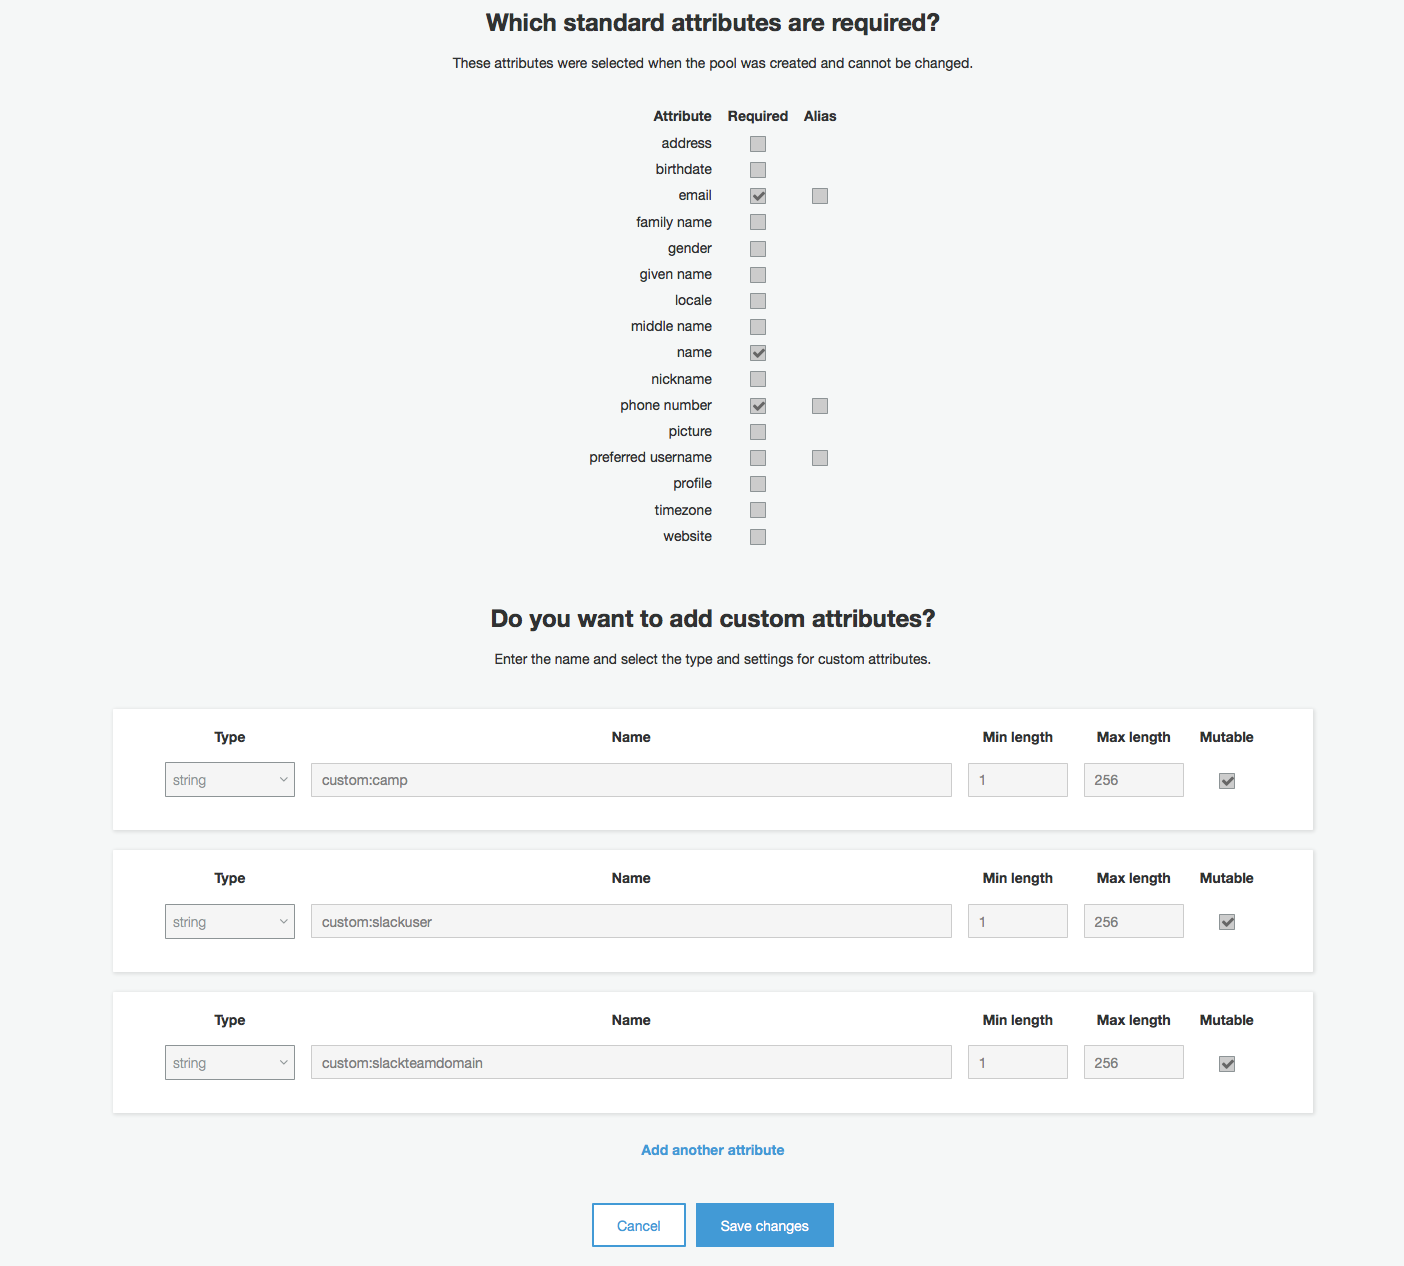 Which standard attributes are required?
These attributes were selected when the pool was created and cannot be changed.
Attribute Required Alias
address
birthdate
email
family name
gender
given name
locale
middle name
name
nickname
phone number
picture
preferred username
profile
timezone
website
Do you want to add custom attributes?
Enter the name and select the type and settings for custom attributes.
Type Name Min length Max length Mutable
string custom:camp 1 256
Type Name Min length Max length Mutable
string custom:slackuser 1 256
Type Name Min length Max length Mutable
string custom:slackteamdomain 1 256
Add another attribute
Cancel Save changes